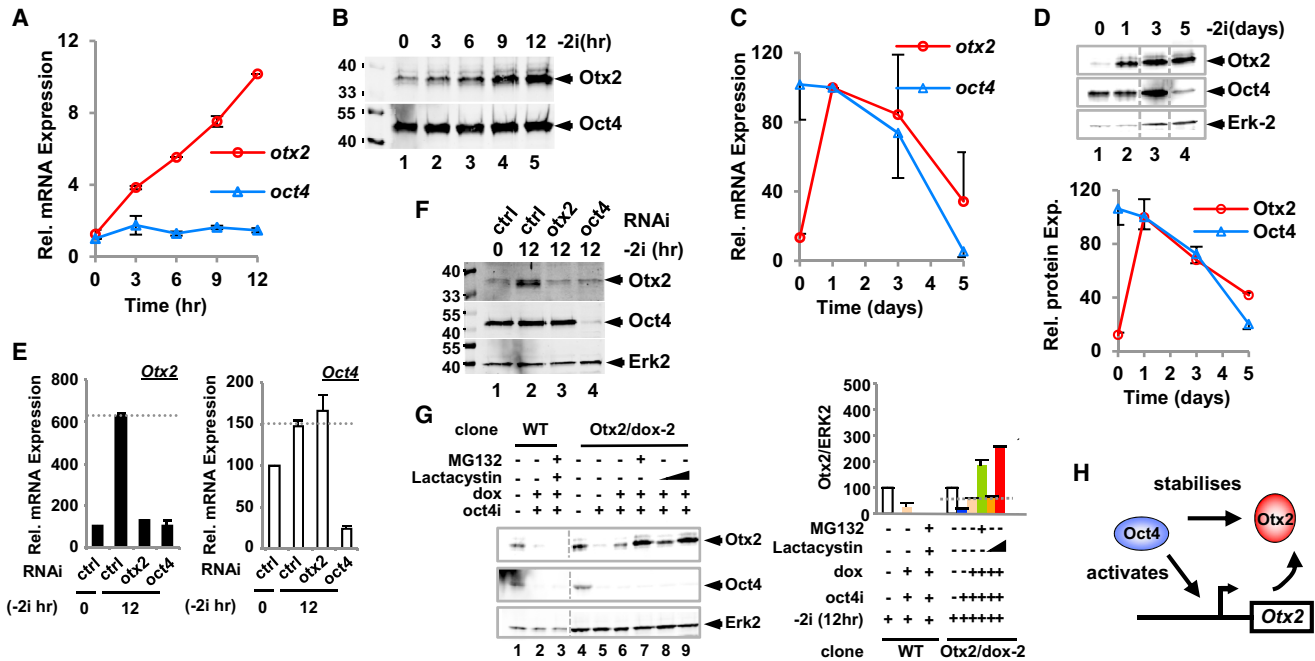 A
Rel. mRNA Expression
12
8
4
0
otx2
oct4
0 3 6 9 12
Time (hr)
B
0 3 6 9 12 -2i(hr)
40
33
Otx2
55
40
Oct4
1 2 3 4 5
C
Rel. mRNA Expression
120
80
40
0
otx2
oct4
0 1 2 3 4 5
Time (days)
D
0 1 3 5 -2i(days)
Otx2
Oct4
Erk-2
1 2 3 4
Rel. protein Exp.
120
80
40
0
Otx2
Oct4
0 1 2 3 4 5
Time (days)
E
Rel. mRNA Expression
Otx2
800
600
400
200
0
RNAi ctrl ctrl otx2 oct4
(-2i hr) 0 12
Rel. mRNA Expression
Oct4
200
150
100
50
0
RNAi ctrl ctrl otx2 oct4
(-2i hr) 0 12
F
ctrl ctrl otx2 oct4 RNAi
0 12 12 12 -2i (hr)
40
33
Otx2
55
40
Oct4
55
40
Erk2
1 2 3 4
G
clone WT Otx2/dox-2
MG132 - - + - - - + - -
Lactacystin - - + - - - -
dox - + + - - + + + +
oct4i - + + - + + + + +
Otx2
Oct4
Erk2
1 2 3 4 5 6 7 8 9
Otx2/ERK2
500
400
300
200
100
0
MG132 - - + - - - + - -
Lactacystin - - + - - - -
dox - + + - - + + + +
oct4i - + + - + + + + +
-2i (12hr) + + + + + + + + +
clone WT Otx2/dox-2
H
stabilises
Oct4
Otx2
activates
Otx2